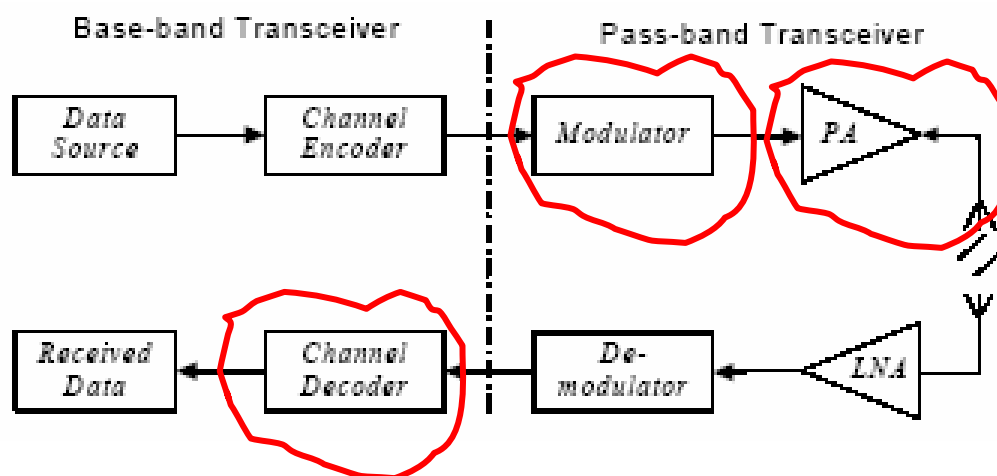 Base-band Transceiver
Pass-band Transceiver
Data
Source
Channel
Encoder
Modulator
PA
Received
Data
Channel
Decoder
De-
modulator
LNA